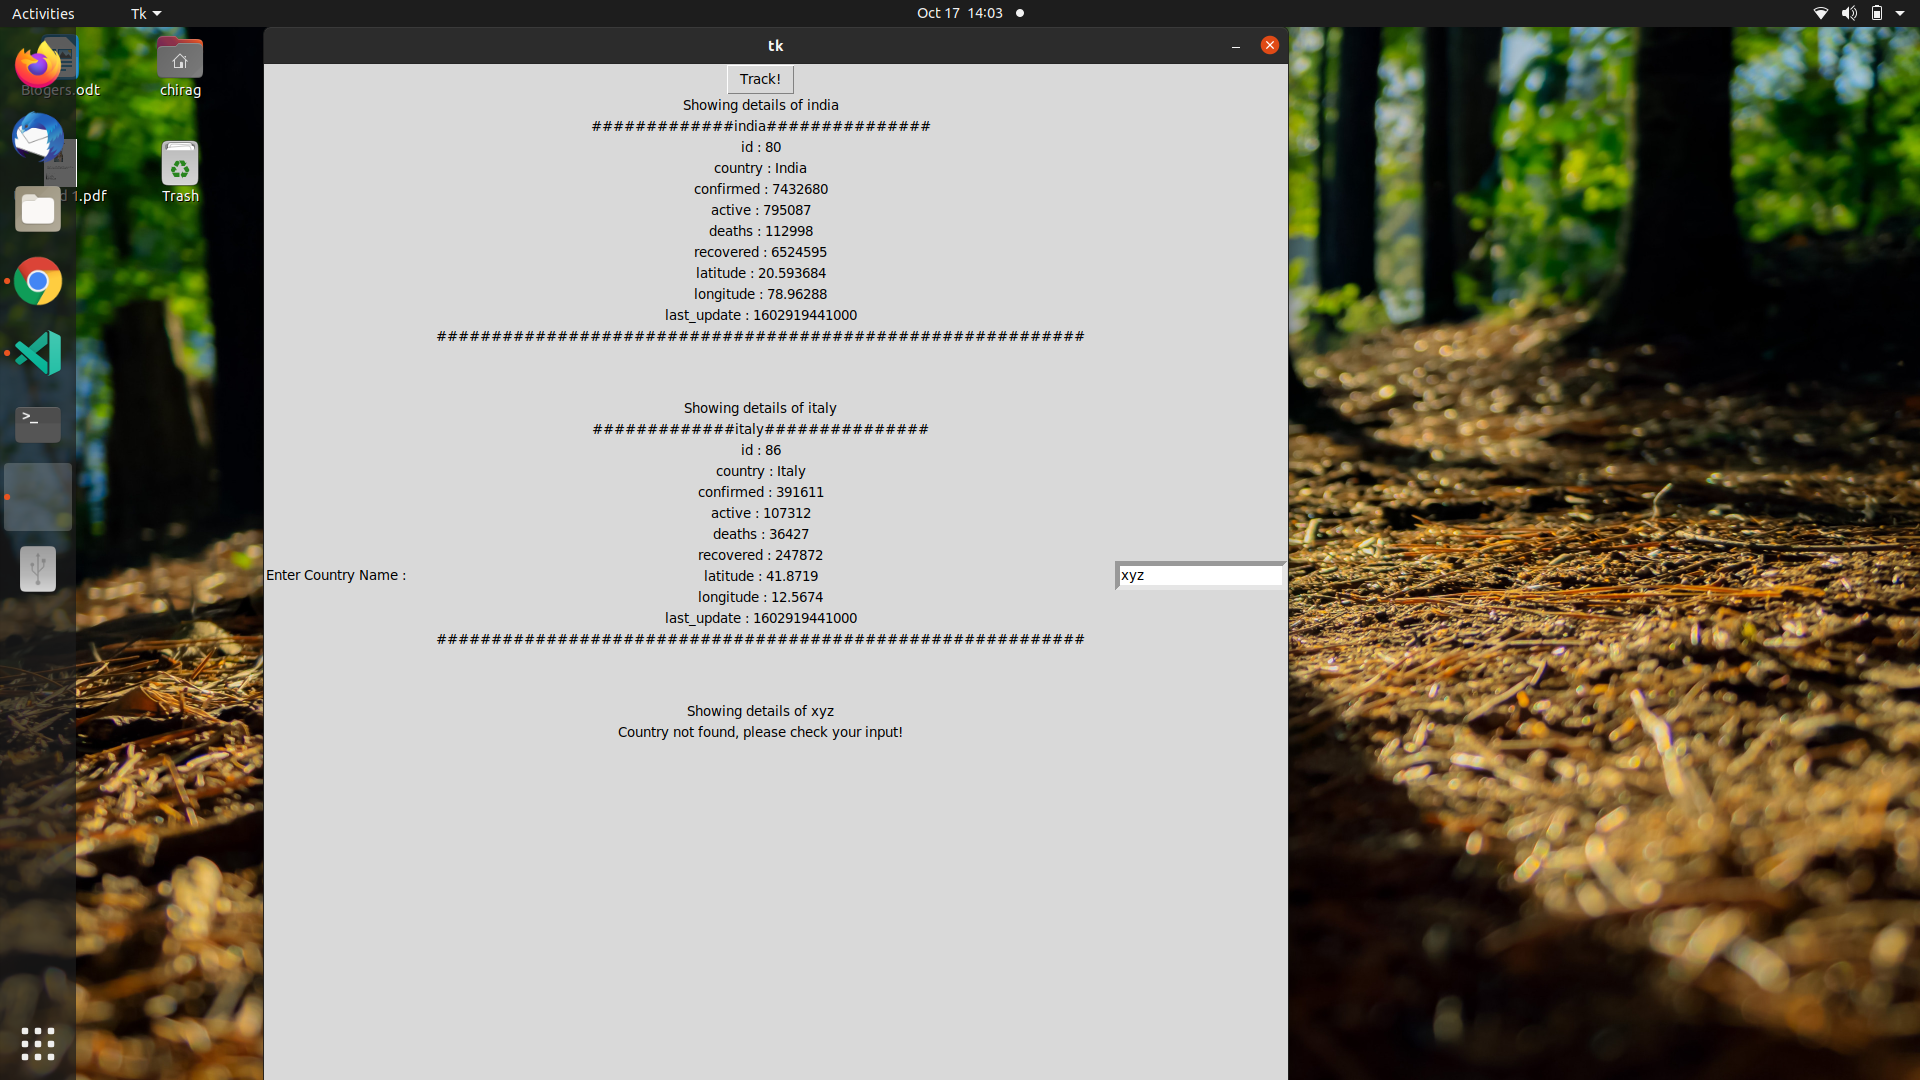 Activities
Tk
Oct 17 14:03
tk
Track!
Showing details of india
#############india###############
id : 80
country : India
confirmed : 7432680
active : 795087
deaths : 112998
recovered : 6524595
latitude : 20.593684
longitude : 78.96288
last_update : 1602919441000
###########################################################
Showing details of italy
#############italy###############
id : 86
country : Italy
confirmed : 391611
active : 107312
deaths : 36427
recovered : 247872
Enter Country Name :
latitude : 41.8719
xyz
longitude : 12.5674
last_update : 1602919441000
###########################################################
Showing details of xyz
Country not found, please check your input!
Blogers.odt
chirag
1.pdf
Trash
>_